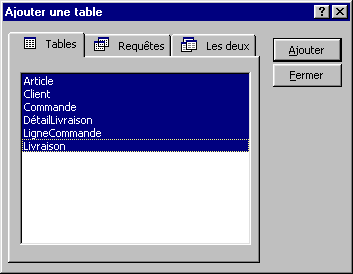 Ajouter une table
Tables
Requêtes
Les deux
Ajouter
Fermer
Article
Client
Commande
DétailLivraison
LigneCommande
Livraison